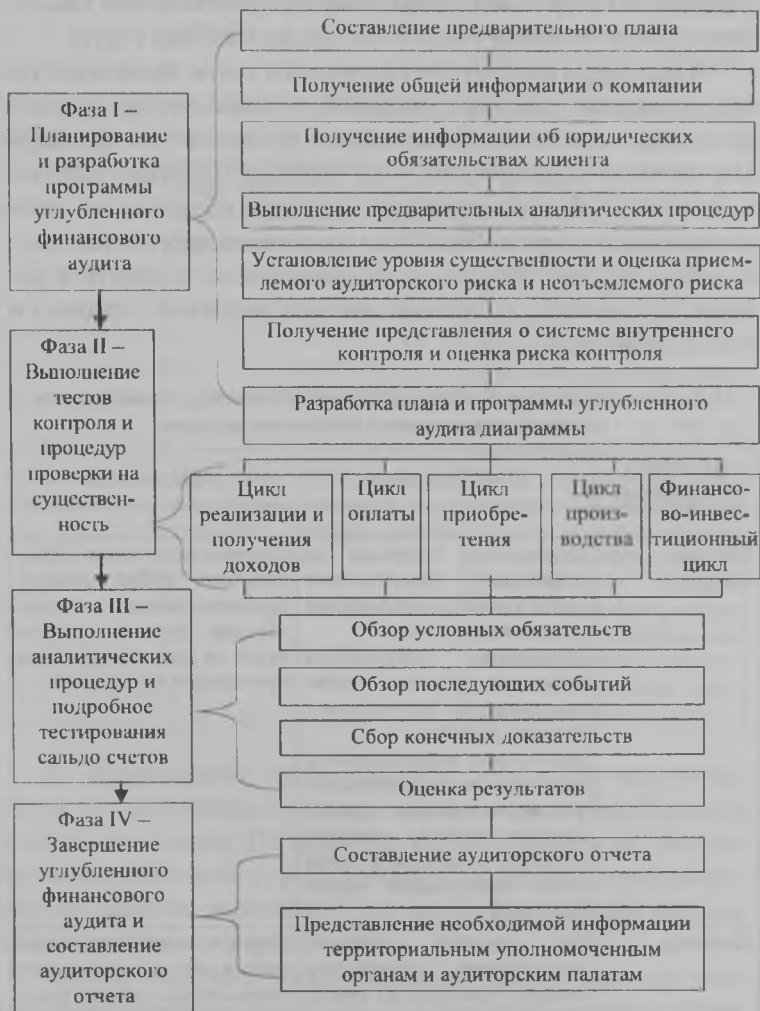 Составление предварительного плана
Получение общей информации о компании
Фаза I –
Планирование
и разработка
программы
углубленного
финансового
аудита
Получение информации об юридических
обязательствах клиента
Выполнение предварительных аналитических процедур
Установление уровня существенности и оценка прием-
лемого аудиторского риска и неотъемлемого риска
Получение представления о системе внутреннего
контроля и оценка риска контроля
Разработка плана и программы углубленного
аудита диаграммы
Фаза II –
Выполнение
тестов
контроля и
процедур
проверки на
существен-
ность
Цикл
реализации и
получения
доходов
Цикл
оплаты
Цикл
приобре-
тения
Цикл
произ-
водства
Финансо-
во-инвес-
тиционный
цикл
Фаза III –
Выполнение
аналитических
процедур и
подробное
тестирования
сальдо счетов
Обзор условных обязательств
Обзор последующих событий
Сбор конечных доказательств
Оценка результатов
Фаза IV –
Завершение
углубленного
финансового
аудита и
составление
аудиторского
отчета
Составление аудиторского отчета
Представление необходимой информации
территориальным уполномоченным
органам и аудиторским палатам